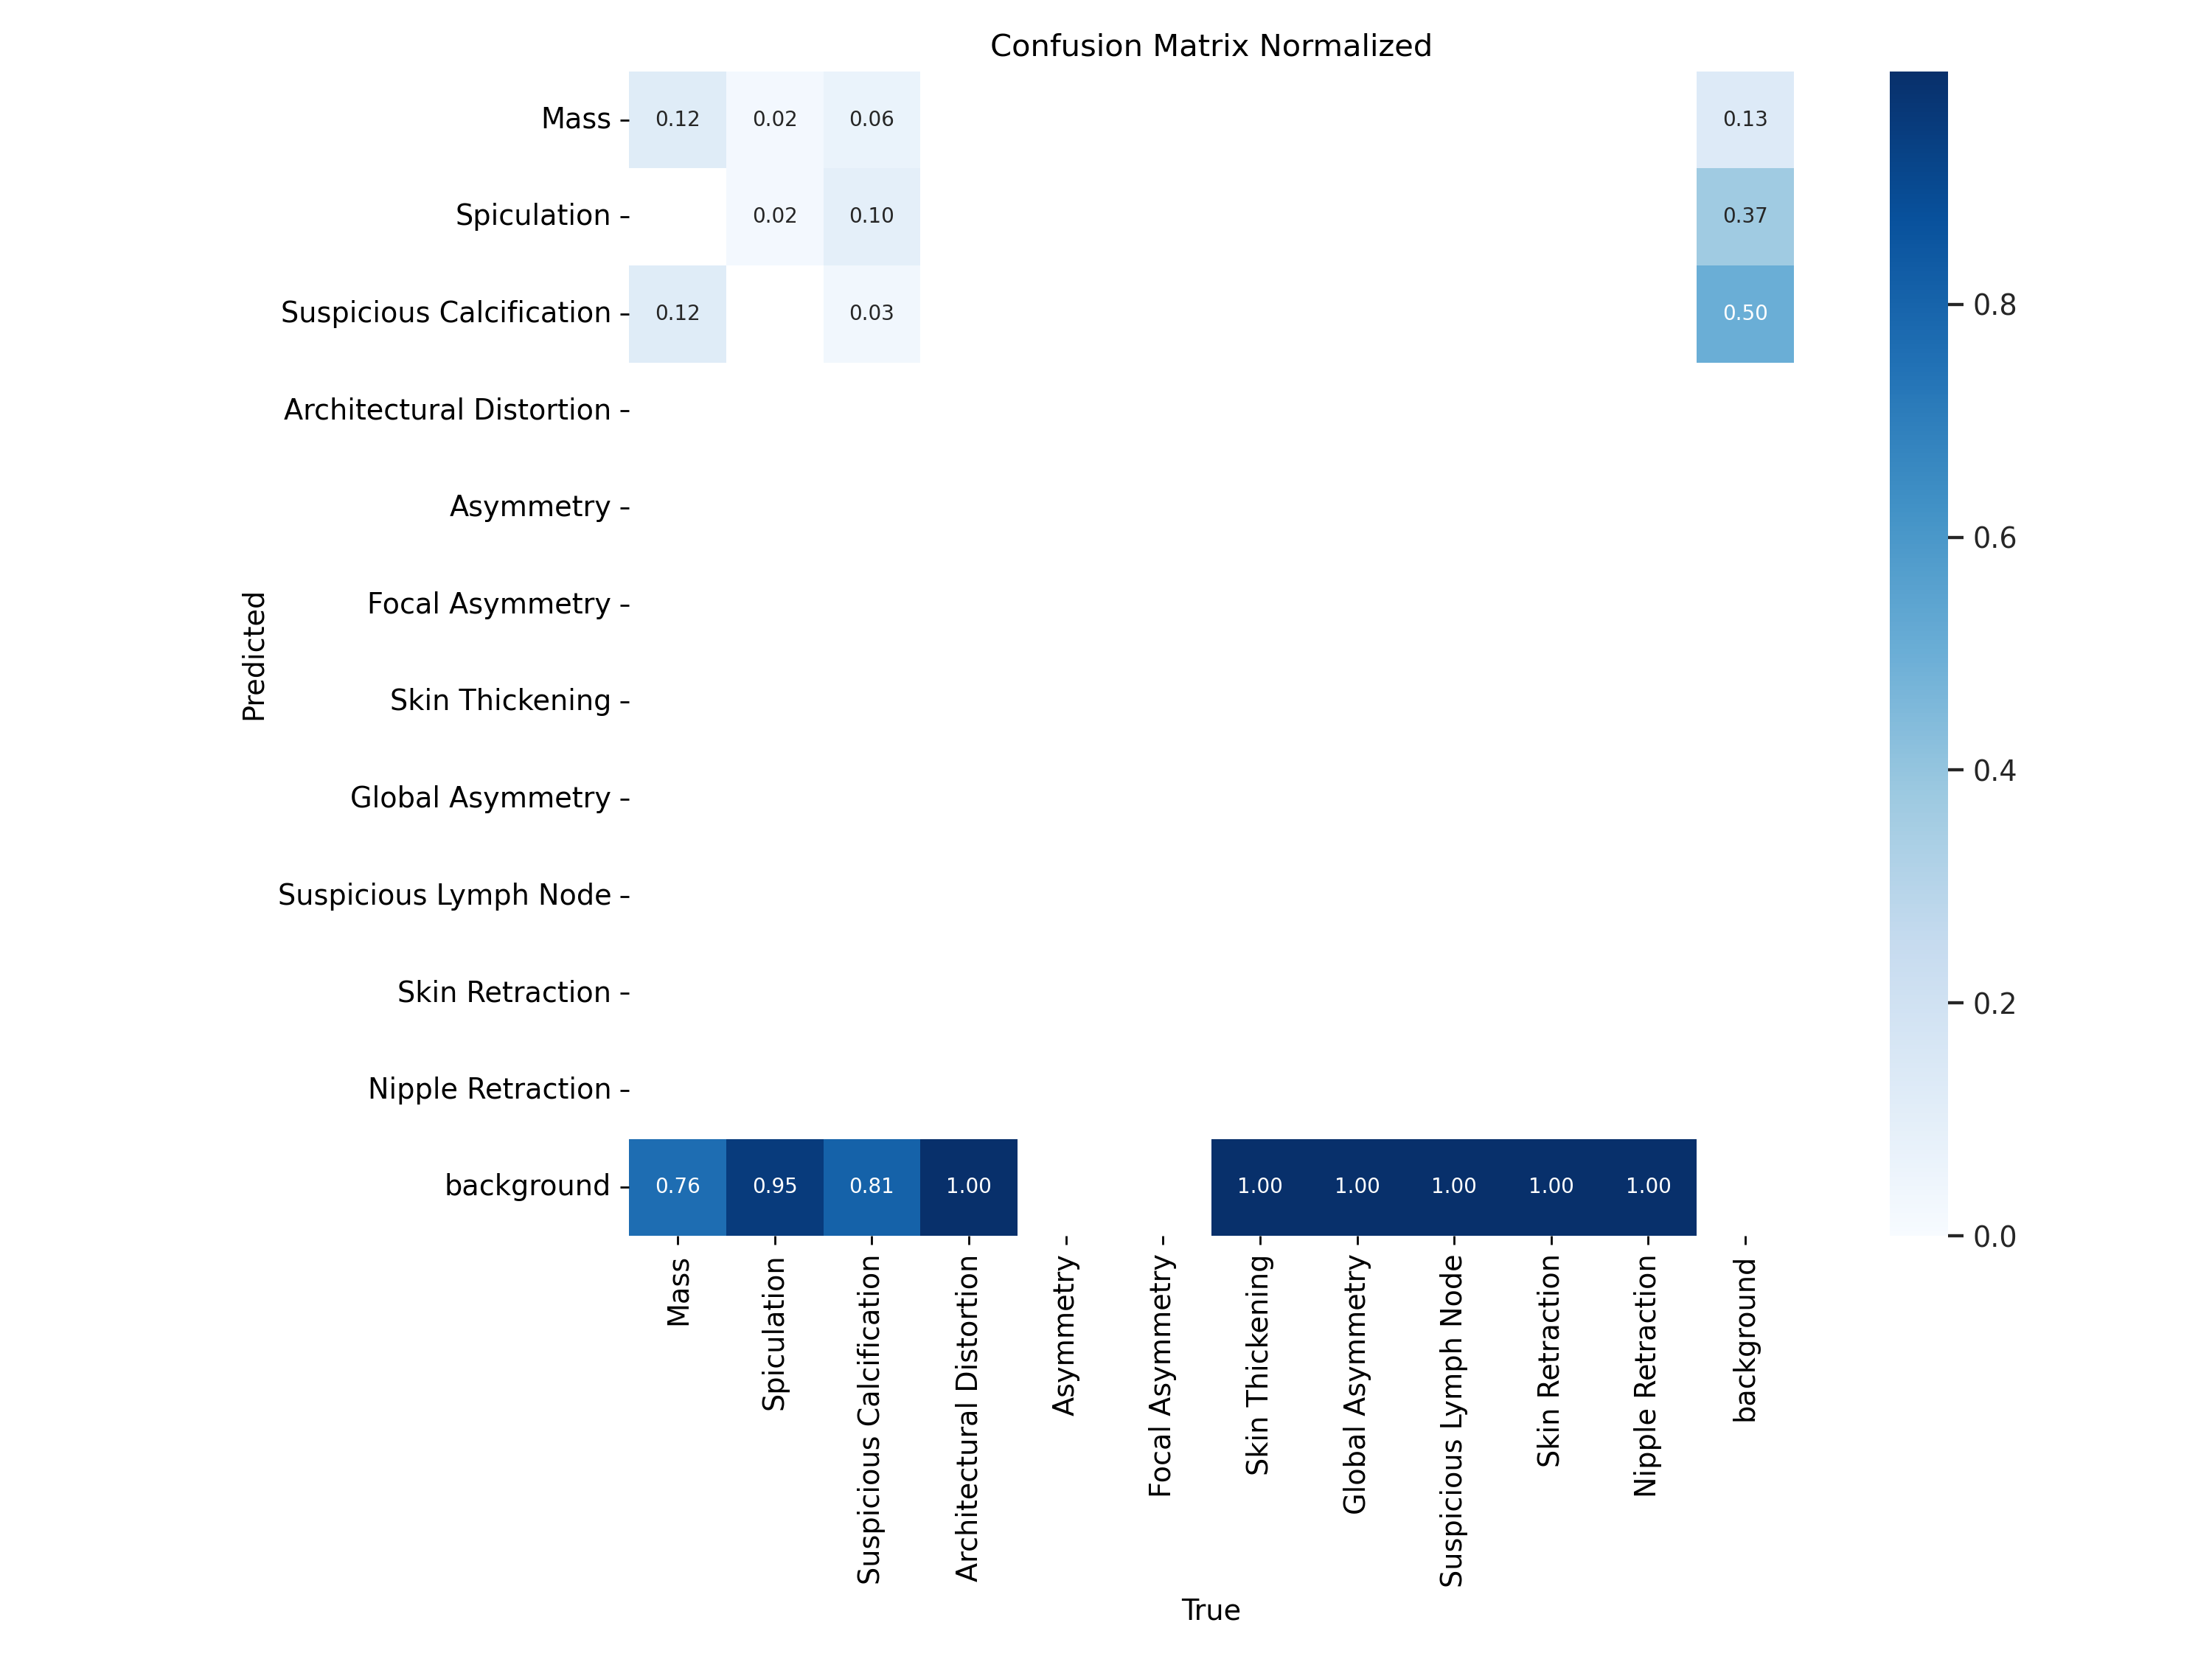 Confusion Matrix Normalized
Mass 0.12 0.02 0.06 0.13
Spiculation 0.02 0.10 0.37
Suspicious Calcification 0.12 0.03 0.50
Architectural Distortion
Asymmetry
Focal Asymmetry
Skin Thickening
Global Asymmetry
Suspicious Lymph Node
Skin Retraction
Nipple Retraction
background 0.76 0.95 0.81 1.00 1.00 1.00 1.00 1.00 1.00
Predicted
Mass
Spiculation
Suspicious Calcification
Architectural Distortion
Asymmetry
Focal Asymmetry
Skin Thickening
Global Asymmetry
Suspicious Lymph Node
Skin Retraction
Nipple Retraction
background
True
0.8
0.6
0.4
0.2
0.0